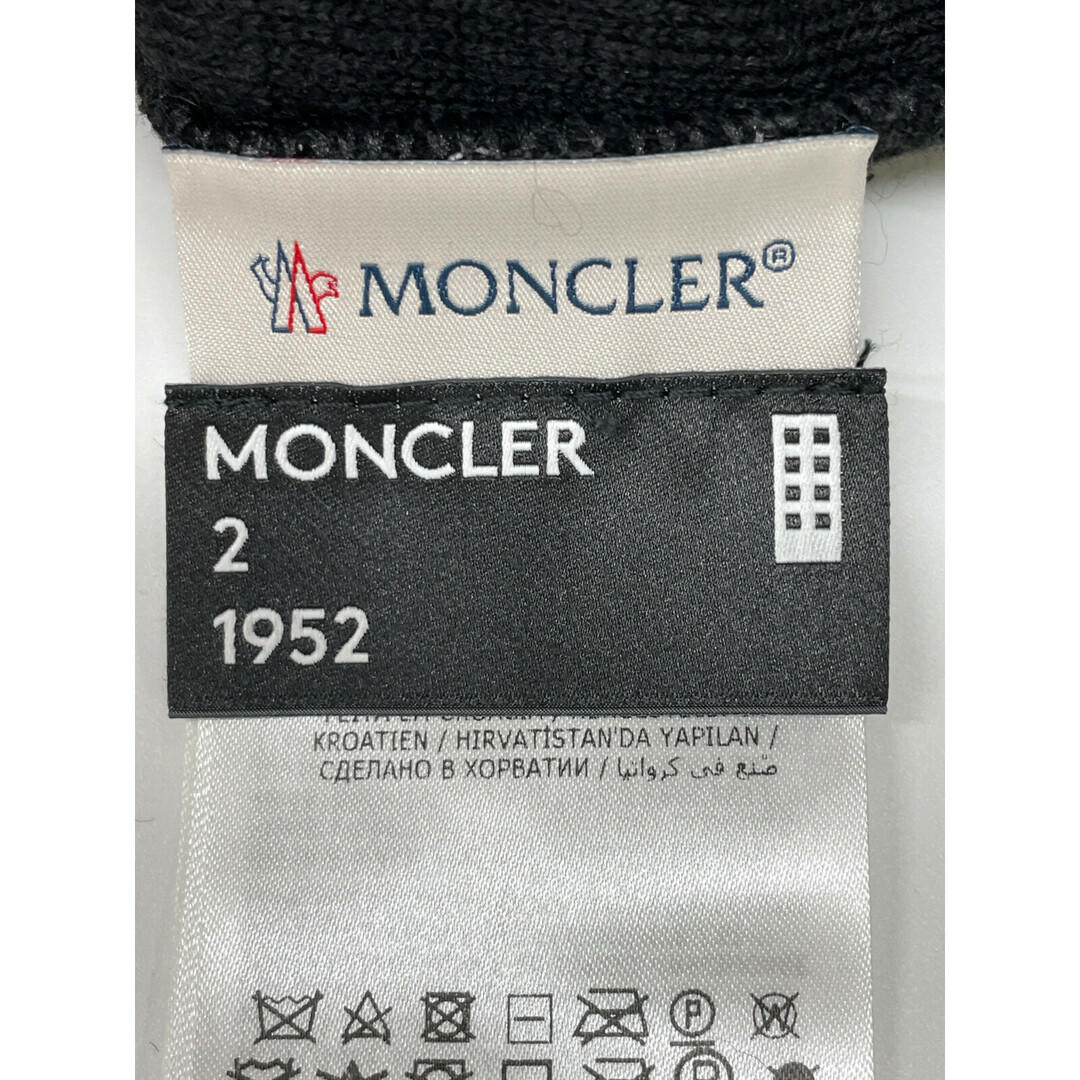 MONCLER®
MONCLER
2
1952
KROATIEN / HIRVATİSTAN'DA YAPILAN /
СДЕЛАНО В ХОРВАТИИ / صنع في كرواتيا
P W
P